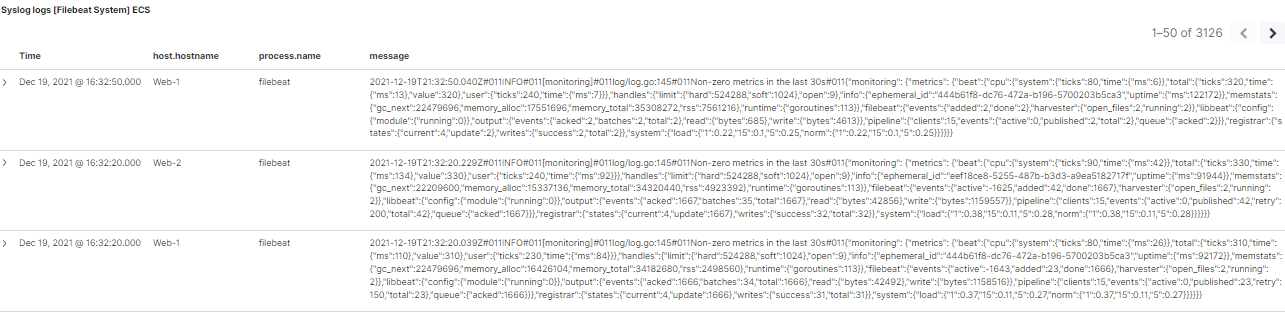 Syslog logs [Filebeat System] ECS
1–50 of 3126
Time host.hostname process.name message
Dec 19, 2021 @ 16:32:50.000 Web-1 filebeat 2021-12-19T21:32:50.040Z#011INFO#011[monitoring]#011log/log.go:145#011Non-zero metrics in the last 30s#011{"monitoring": {"metrics": {"beat":{"cpu":{"system":{"ticks":80,"time":{"ms":6}},"total":{"ticks":320,"time":
{"ms":13},"value":320},"user":{"ticks":240,"time":{"ms":7}}},"handles":{"limit":{"hard":524288,"soft":1024},"open":9},"info":{"ephemeral_id":"444b61f8-dc76-472a-b196-5700203b5ca3","uptime":{"ms":122172}},"memstats":
{"gc_next":22479696,"memory_alloc":17551696,"memory_total":35308272,"rss":7561216},"runtime":{"goroutines":113}},"filebeat":{"events":{"added":2,"done":2},"harvester":{"open_files":2,"running":2}},"libbeat":{"config":
{"module":{"running":0}},"output":{"events":{"acked":2,"batches":2,"total":2},"read":{"bytes":685},"write":{"bytes":4613}},"pipeline":{"clients":15,"events":{"active":0,"published":2,"total":2},"queue":{"acked":2}}},"registrar":{"s
tates":{"current":4,"update":2},"writes":{"success":2,"total":2}},"system":{"load":{"1":0.22,"15":0.1,"5":0.25,"norm":{"1":0.22,"15":0.1,"5":0.25}}}}}}
Dec 19, 2021 @ 16:32:20.000 Web-2 filebeat 2021-12-19T21:32:20.229Z#011INFO#011[monitoring]#011log/log.go:145#011Non-zero metrics in the last 30s#011{"monitoring": {"metrics": {"beat":{"cpu":{"system":{"ticks":90,"time":{"ms":42}},"total":{"ticks":330,"time":
{"ms":134},"value":330},"user":{"ticks":240,"time":{"ms":92}}},"handles":{"limit":{"hard":524288,"soft":1024},"open":9},"info":{"ephemeral_id":"eef18ce8-5255-487b-b3d3-a9ea5182717f","uptime":{"ms":91944}},"memstats":
{"gc_next":22209600,"memory_alloc":15337136,"memory_total":34320440,"rss":4923392},"runtime":{"goroutines":113}},"filebeat":{"events":{"active":-1625,"added":42,"done":1667},"harvester":{"open_files":2,"running":
2}},"libbeat":{"config":{"module":{"running":0}},"output":{"events":{"acked":1667,"batches":35,"total":1667},"read":{"bytes":42856},"write":{"bytes":1159557}},"pipeline":{"clients":15,"events":{"active":0,"published":42,"retry":
200,"total":42},"queue":{"acked":1667}}},"registrar":{"states":{"current":4,"update":1667},"writes":{"success":32,"total":32}},"system":{"load":{"1":0.38,"15":0.11,"5":0.28,"norm":{"1":0.38,"15":0.11,"5":0.28}}}}}}
Dec 19, 2021 @ 16:32:20.000 Web-1 filebeat 2021-12-19T21:32:20.039Z#011INFO#011[monitoring]#011log/log.go:145#011Non-zero metrics in the last 30s#011{"monitoring": {"metrics": {"beat":{"cpu":{"system":{"ticks":80,"time":{"ms":26}},"total":{"ticks":310,"time":
{"ms":110},"value":310},"user":{"ticks":230,"time":{"ms":84}}},"handles":{"limit":{"hard":524288,"soft":1024},"open":9},"info":{"ephemeral_id":"444b61f8-dc76-472a-b196-5700203b5ca3","uptime":{"ms":92172}},"memstats":
{"gc_next":22479696,"memory_alloc":16426104,"memory_total":34182680,"rss":2498560},"runtime":{"goroutines":113}},"filebeat":{"events":{"active":-1643,"added":23,"done":1666},"harvester":{"open_files":2,"running":
2}},"libbeat":{"config":{"module":{"running":0}},"output":{"events":{"acked":1666,"batches":34,"total":1666},"read":{"bytes":42492},"write":{"bytes":1158516}},"pipeline":{"clients":15,"events":{"active":0,"published":23,"retry":
150,"total":23},"queue":{"acked":1666}}},"registrar":{"states":{"current":4,"update":1666},"writes":{"success":31,"total":31}},"system":{"load":{"1":0.37,"15":0.11,"5":0.27,"norm":{"1":0.37,"15":0.11,"5":0.27}}}}}}